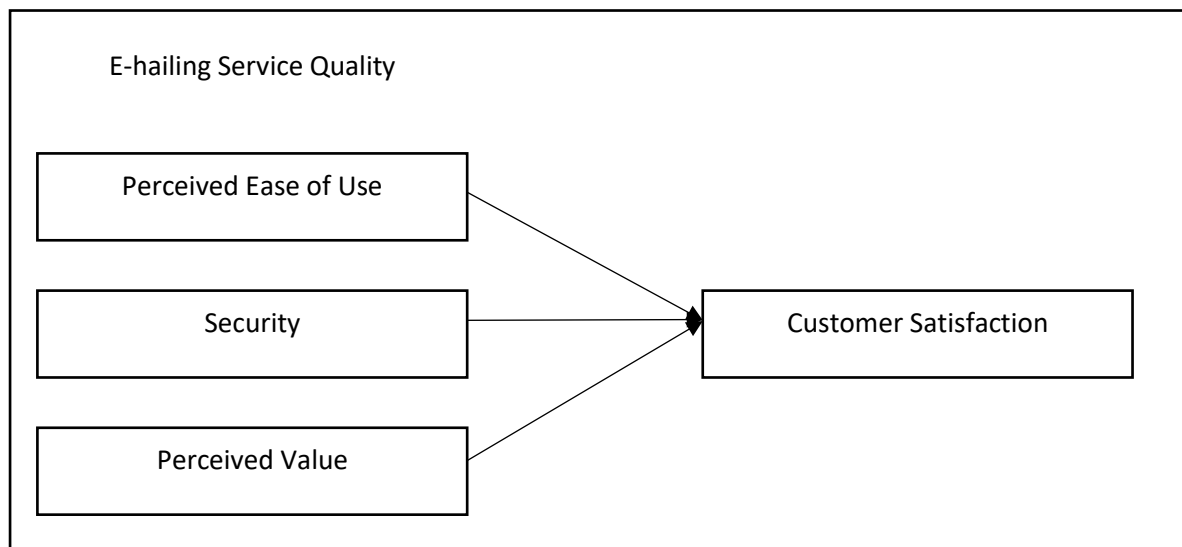 E-hailing Service Quality
Perceived Ease of Use
Security
Customer Satisfaction
Perceived Value